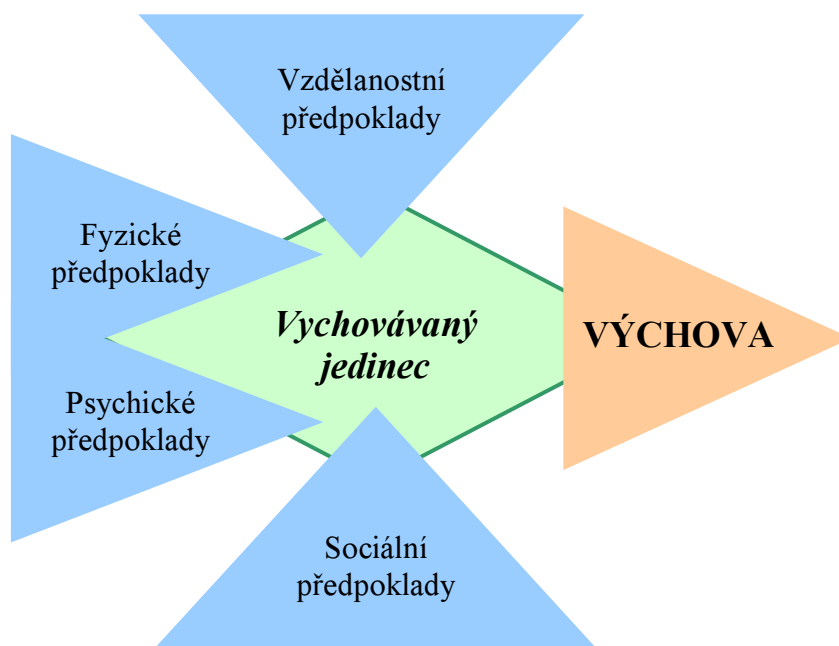 Vzdělanostní
předpoklady
Fyzické
předpoklady
Vychovávaný
jedinec
VÝCHOVA
Psychické
předpoklady
Sociální
předpoklady